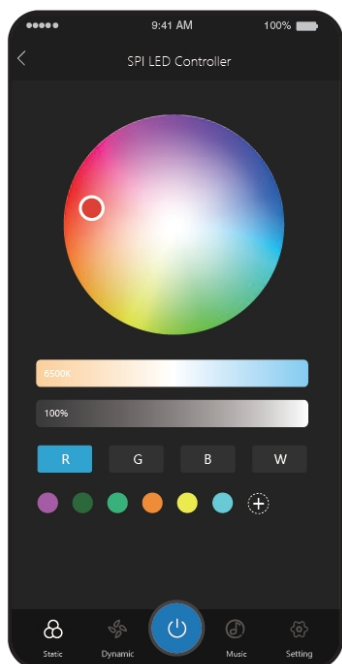 9:41 AM 100%
SPI LED Controller
6500K
100%
R G B W
Static Dynamic Music Setting